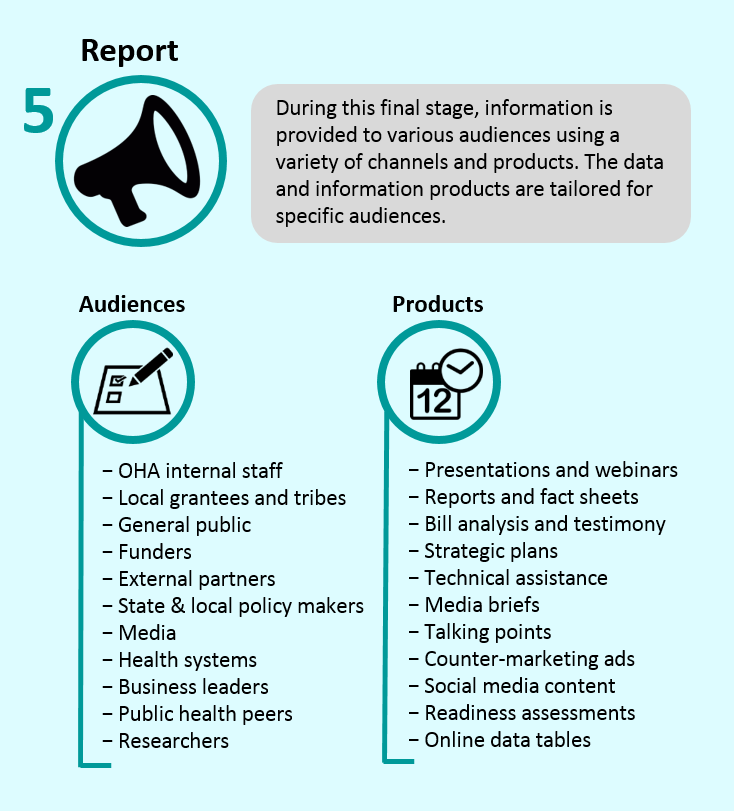 Report
5
During this final stage, information is
provided to various audiences using a
variety of channels and products. The data
and information products are tailored for
specific audiences.
Audiences
− OHA internal staff
− Local grantees and tribes
− General public
− Funders
− External partners
− State & local policy makers
− Media
− Health systems
− Business leaders
− Public health peers
− Researchers
Products
12
− Presentations and webinars
− Reports and fact sheets
− Bill analysis and testimony
− Strategic plans
− Technical assistance
− Media briefs
− Talking points
− Counter-marketing ads
− Social media content
− Readiness assessments
− Online data tables